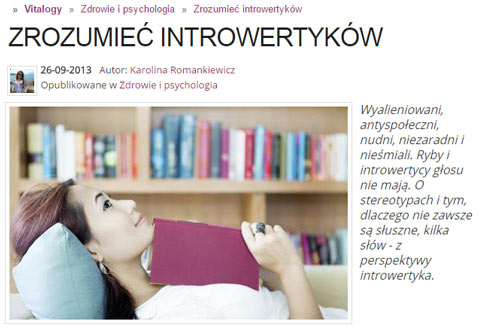 » Vitalogy » Zdrowie i psychologia » Zrozumieć introwertyków
ZROZUMIEĆ INTROWERTYKÓW
26-09-2013 Autor: Karolina Romankiewicz
Opublikowane w Zdrowie i psychologia
Wyalienowani,
antyspołeczni,
nudni, niezaradni i
nieśmiali. Ryby i
introwertycy głosu
nie mają. O
stereotypach i tym,
dlaczego nie zawsze
są słuszne, kilka
słów - z
perspektywy
introwertyka.